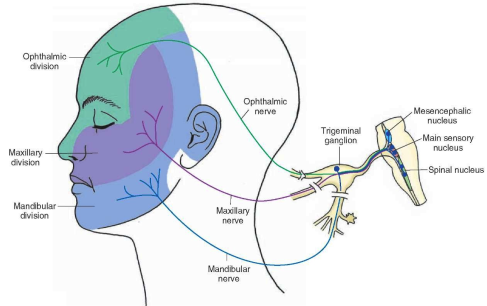 Ophthalmic
division
Maxillary
division
Mandibular
division
Ophthalmic
nerve
Maxillary
nerve
Mandibular
nerve
Trigeminal
ganglion
Mesencephalic
nucleus
Main sensory
nucleus
Spinal nucleus